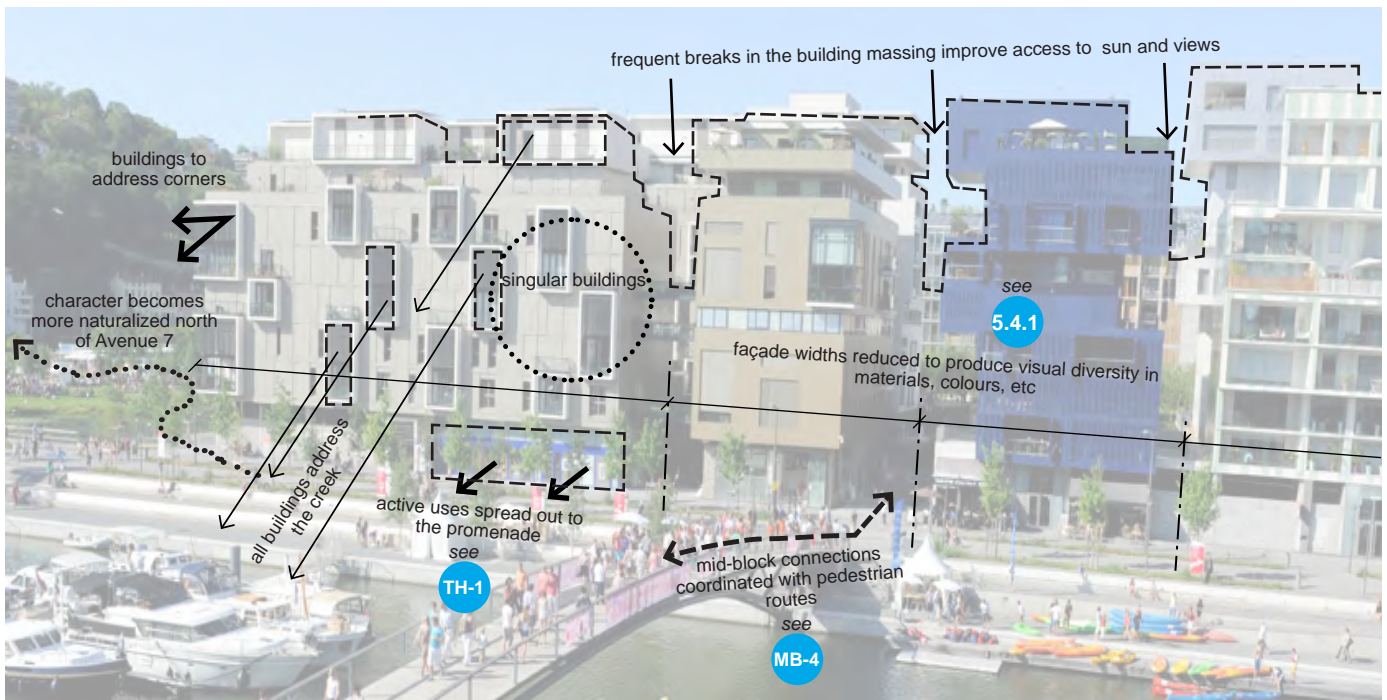 frequent breaks in the building massing improve access to sun and views
buildings to
address corners
singular buildings
character becomes
more naturalized north
of Avenue 7
see
5.4.1
façade widths reduced to produce visual diversity in
materials, colours, etc
all buildings address
the creek
active uses spread out to
the promenade
see
TH-1
mid-block connections
coordinated with pedestrian
routes
see
MB-4